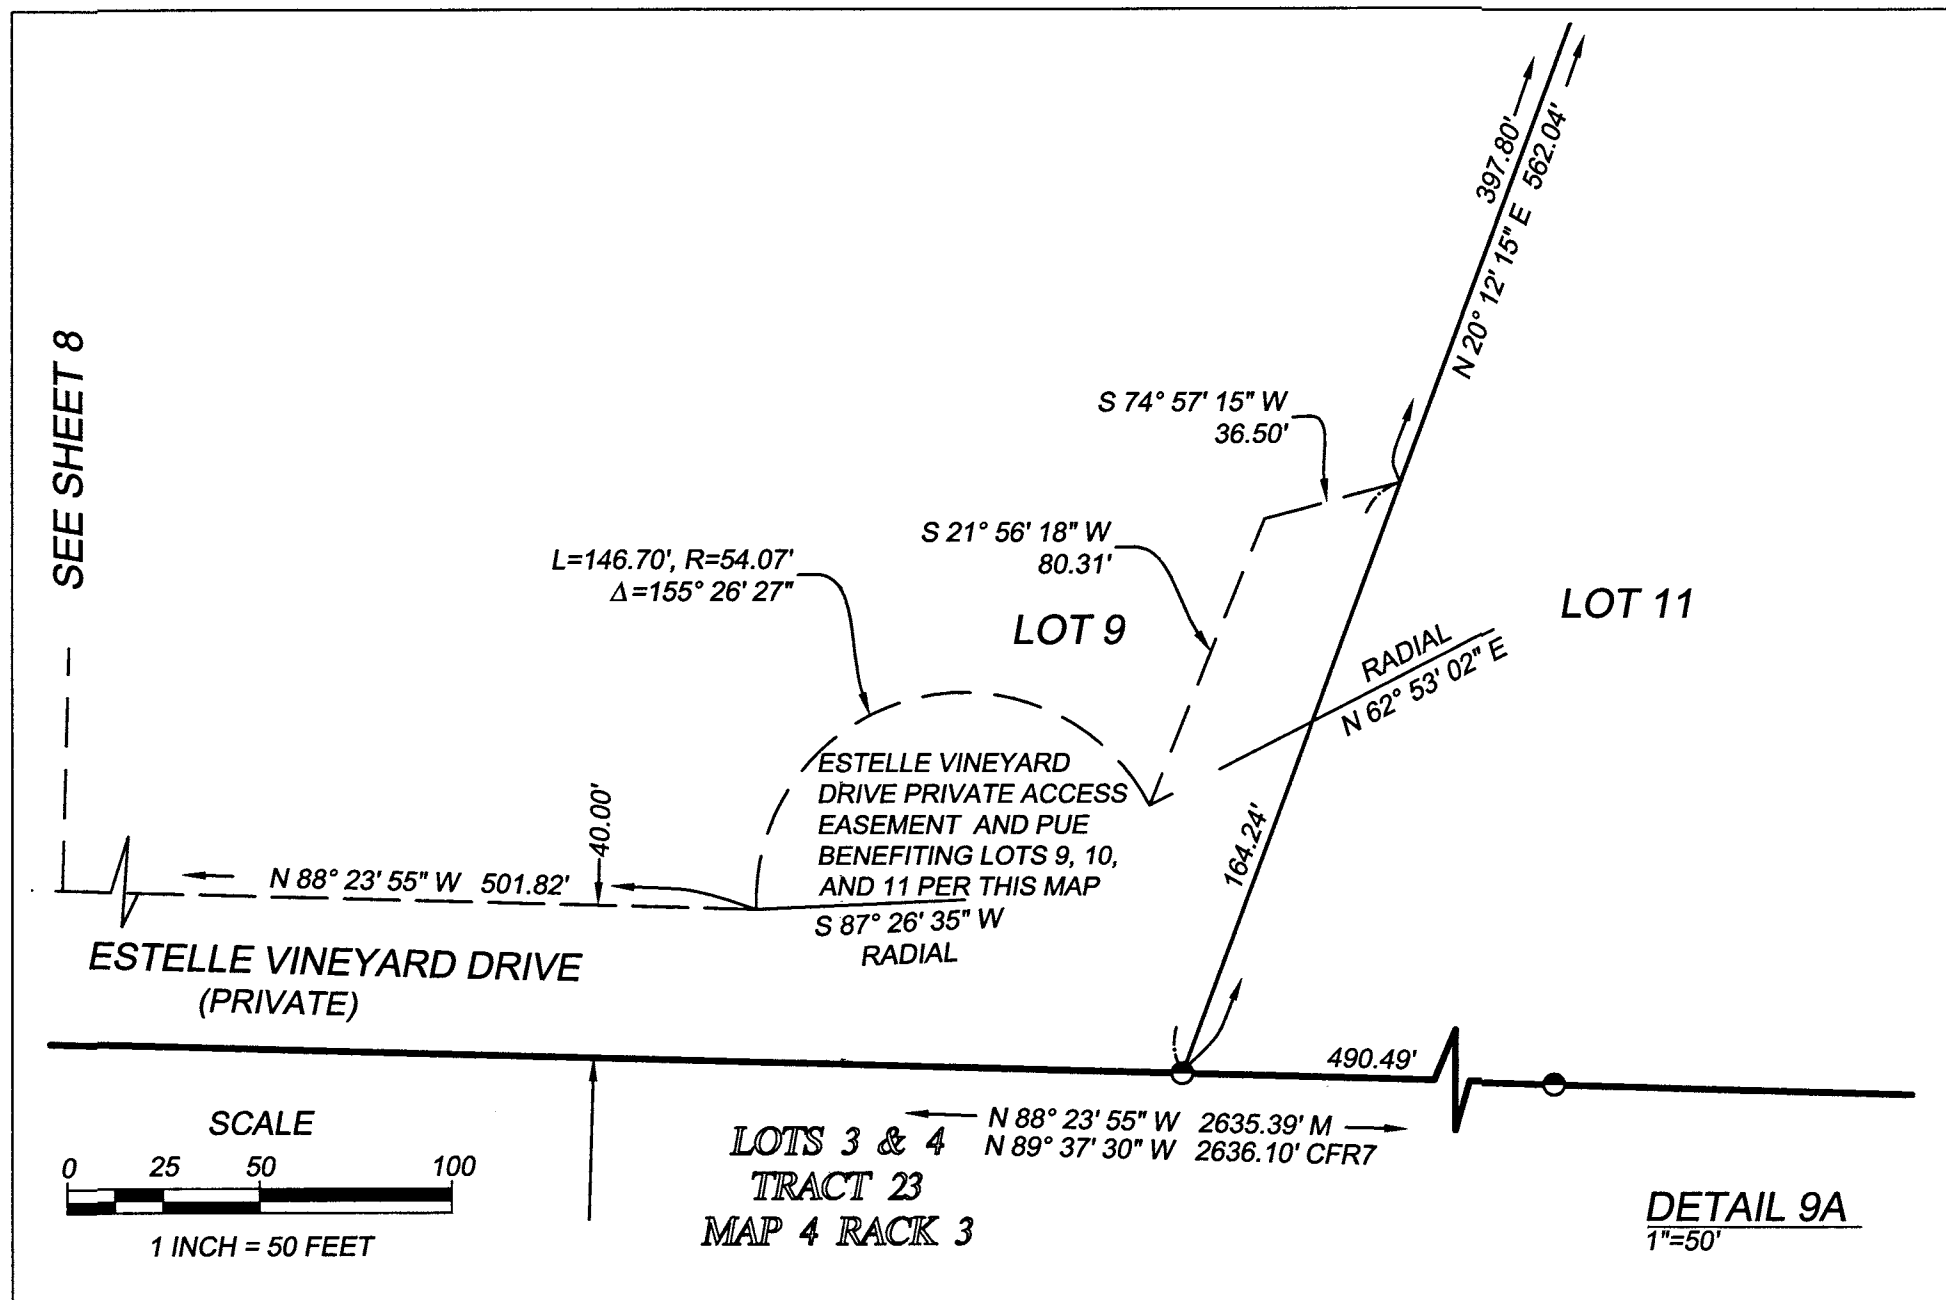 397.80'
N 20° 12' 15" E 562.04'
SEE SHEET 8
S 74° 57' 15" W
36.50'
S 21° 56' 18" W
80.31'
L=146.70', R=54.07'
Δ=155° 26' 27"
LOT 9
LOT 11
RADIAL
N 62° 53' 02" E
ESTELLE VINEYARD
DRIVE PRIVATE ACCESS
EASEMENT AND PUE
BENEFITING LOTS 9, 10,
AND 11 PER THIS MAP
40.00'
164.24'
N 88° 23' 55" W 501.82'
S 87° 26' 35" W
RADIAL
ESTELLE VINEYARD DRIVE
(PRIVATE)
490.49'
N 88° 23' 55" W 2635.39' M
N 89° 37' 30" W 2636.10' CFR7
LOTS 3 & 4
TRACT 23
MAP 4 RACK 3
SCALE
0 25 50 100
1 INCH = 50 FEET
DETAIL 9A
1"=50'